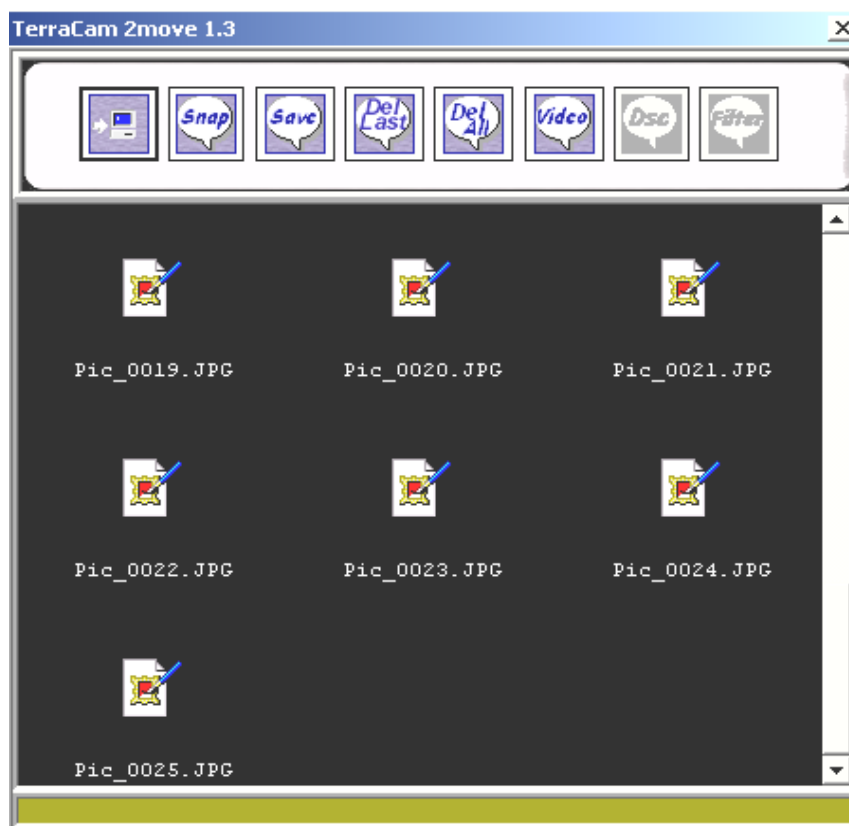 TerraCam 2move 1.3
Snap Save Del Last Del All Video Dsc Filter
Pic_0019.JPG Pic_0020.JPG Pic_0021.JPG
Pic_0022.JPG Pic_0023.JPG Pic_0024.JPG
Pic_0025.JPG